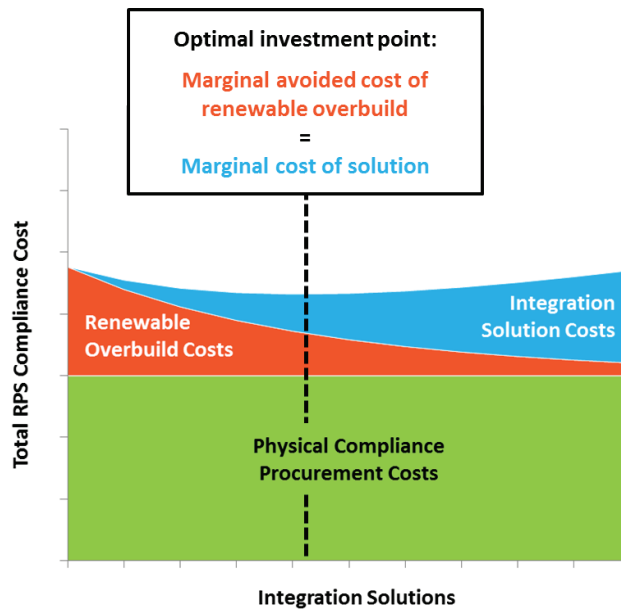 Optimal investment point:
Marginal avoided cost of
renewable overbuild
=
Marginal cost of solution
Total RPS Compliance Cost
Renewable
Overbuild Costs
Integration
Solution Costs
Physical Compliance
Procurement Costs
Integration Solutions